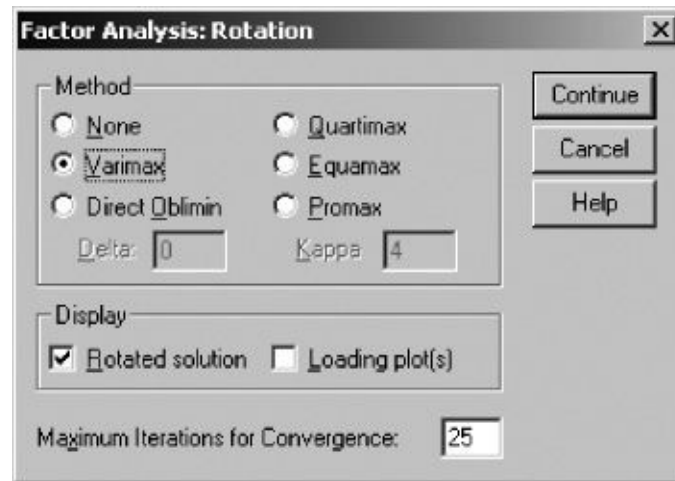 Factor Analysis: Rotation
Method
None
Quartimax
Varimax
Equamax
Direct Oblimin
Promax
Delta: 0
Kappa 4
Display
Rotated solution
Loading plot(s)
Maximum Iterations for Convergence: 25
Continue
Cancel
Help